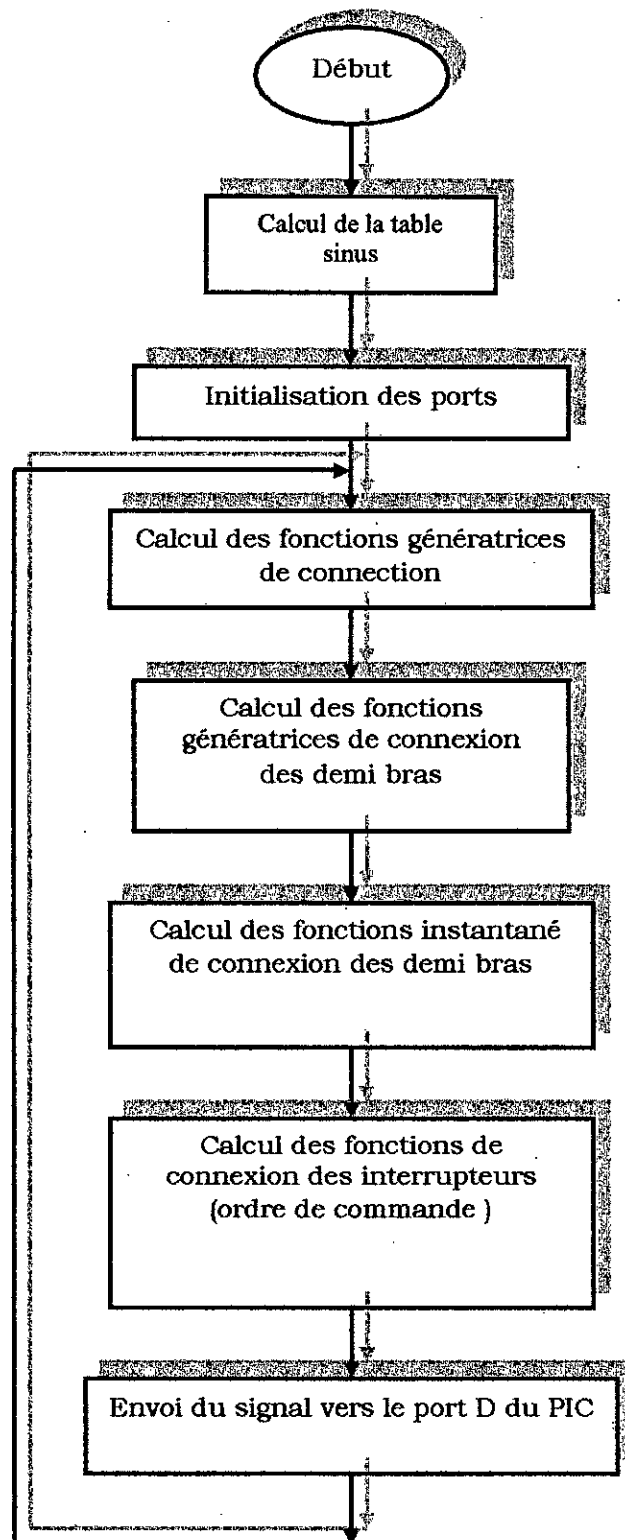 Début
Calcul de la table
sinus
Initialisation des ports
Calcul des fonctions génératrices
de connection
Calcul des fonctions
génératrices de connexion
des demi bras
Calcul des fonctions instantané
de connexion des demi bras
Calcul des fonctions de
connexion des interrupteurs
(ordre de commande )
Envoi du signal vers le port D du PIC